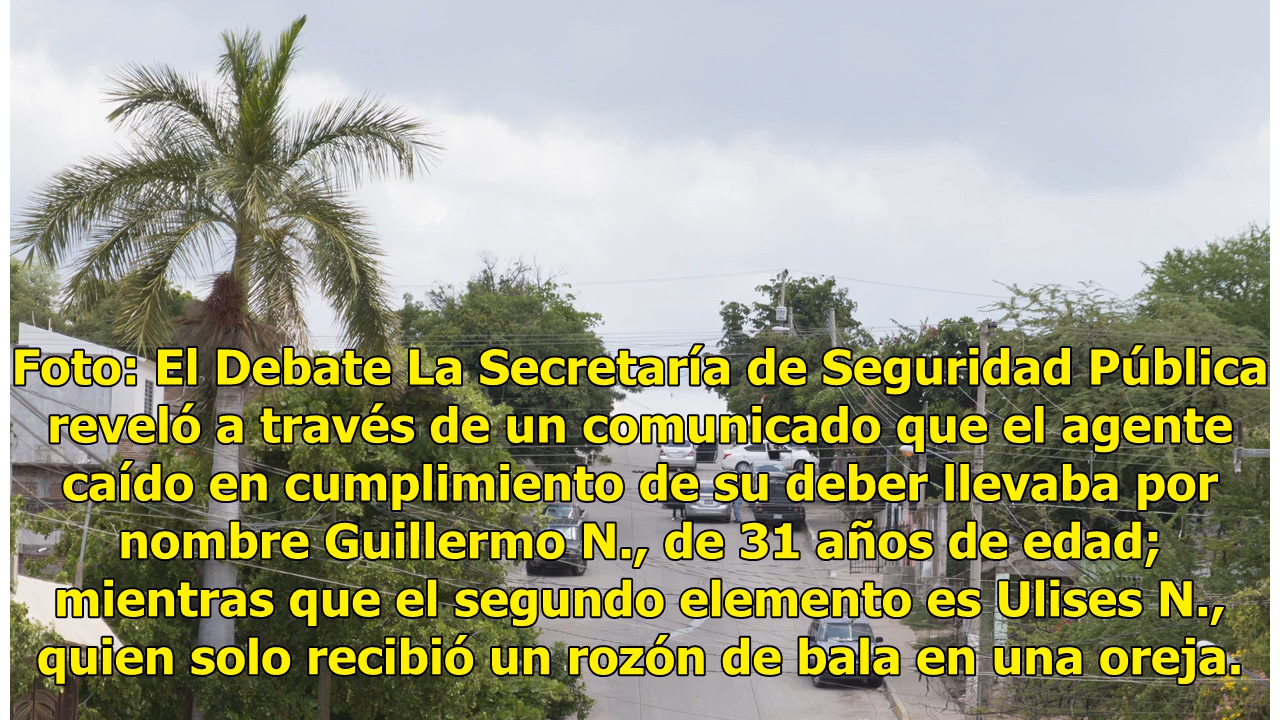 Foto: El Debate La Secretaría de Seguridad Pública
reveló a través de un comunicado que el agente
caído en cumplimiento de su deber llevaba por
nombre Guillermo N., de 31 años de edad;
mientras que el segundo elemento es Ulises N.,
quien solo recibió un rozón de bala en una oreja.